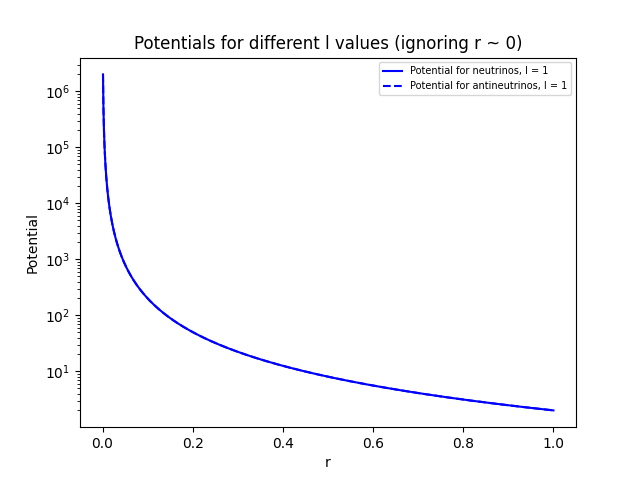 Potentials for different l values (ignoring r ~ 0)
Potential for neutrinos, l = 1
Potential for antineutrinos, l = 1
Potential
10⁶
10⁵
10⁴
10³
10²
10¹
0.0 0.2 0.4 0.6 0.8 1.0
r